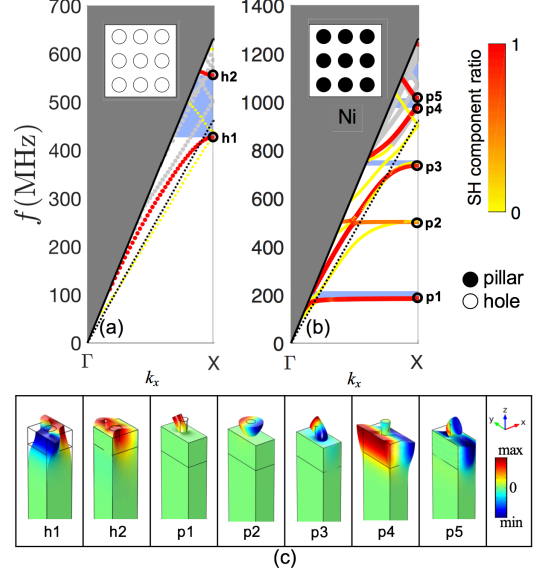 700
600
500
400
300
200
100
0
f (MHz)
h2
h1
(a)
Γ
X
kₓ
1400
1200
1000
800
600
400
200
0
Ni
p5
p4
p3
p2
p1
(b)
Γ
X
kₓ
1
0
SH component ratio
pillar
hole
h1
h2
p1
p2
p3
p4
p5
z
y
x
max
0
min
(c)